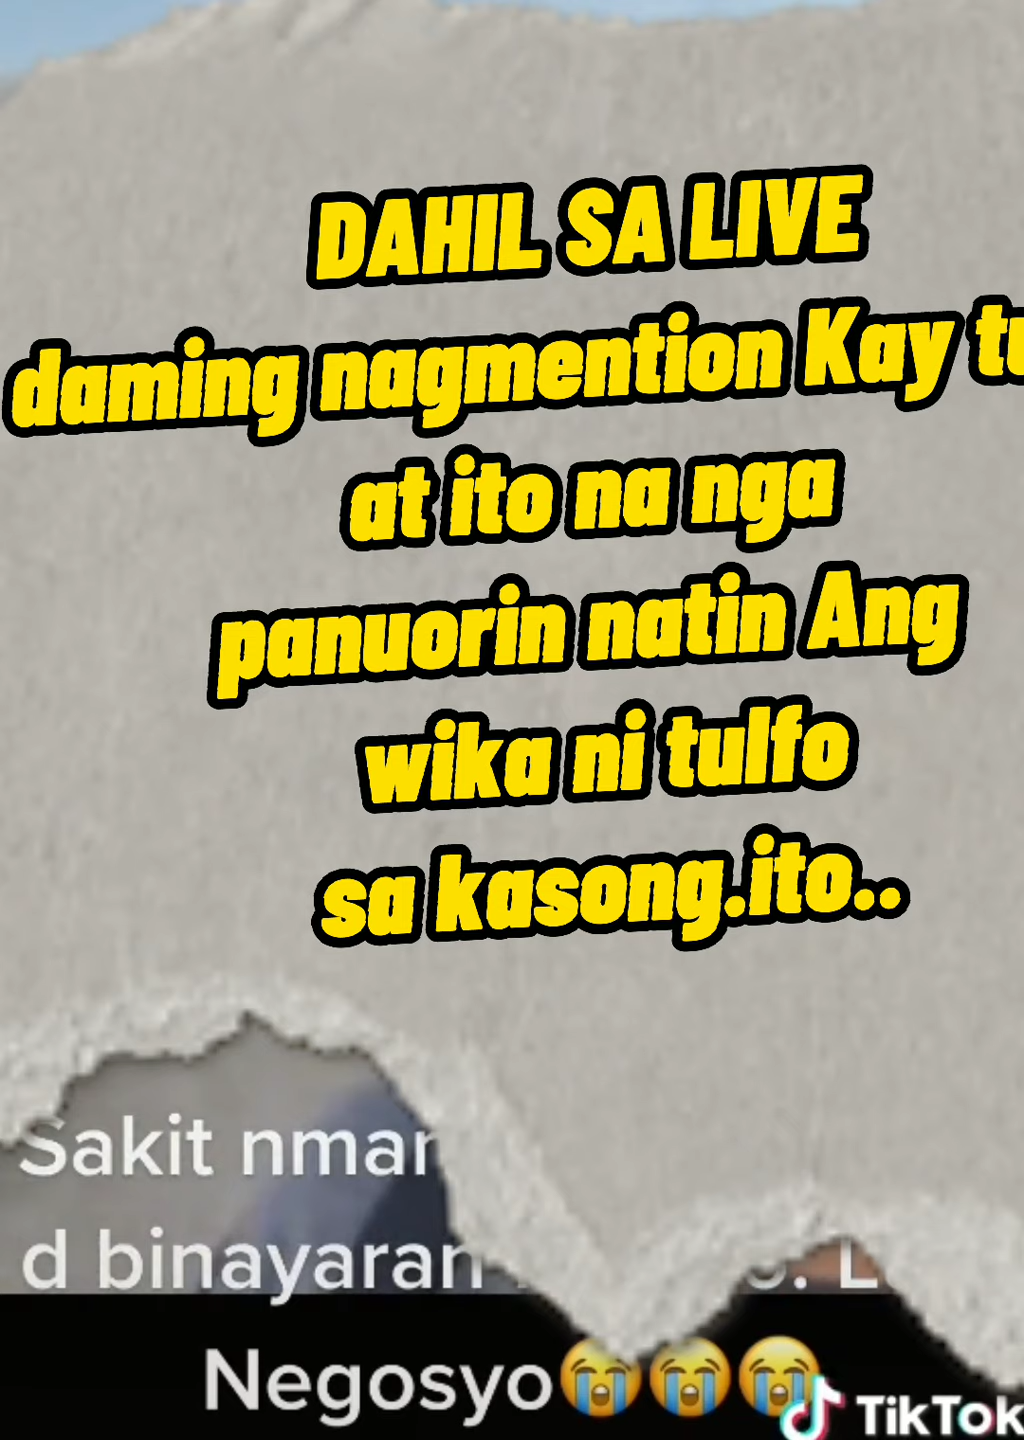 DAHIL SA LIVE
daming nagmention Kay
at ito na nga
panuorin natin Ang
wika ni tulfo
sa kasong.ito..
Sakit
d binayaran
Negosyo😭😭😭
TikTok